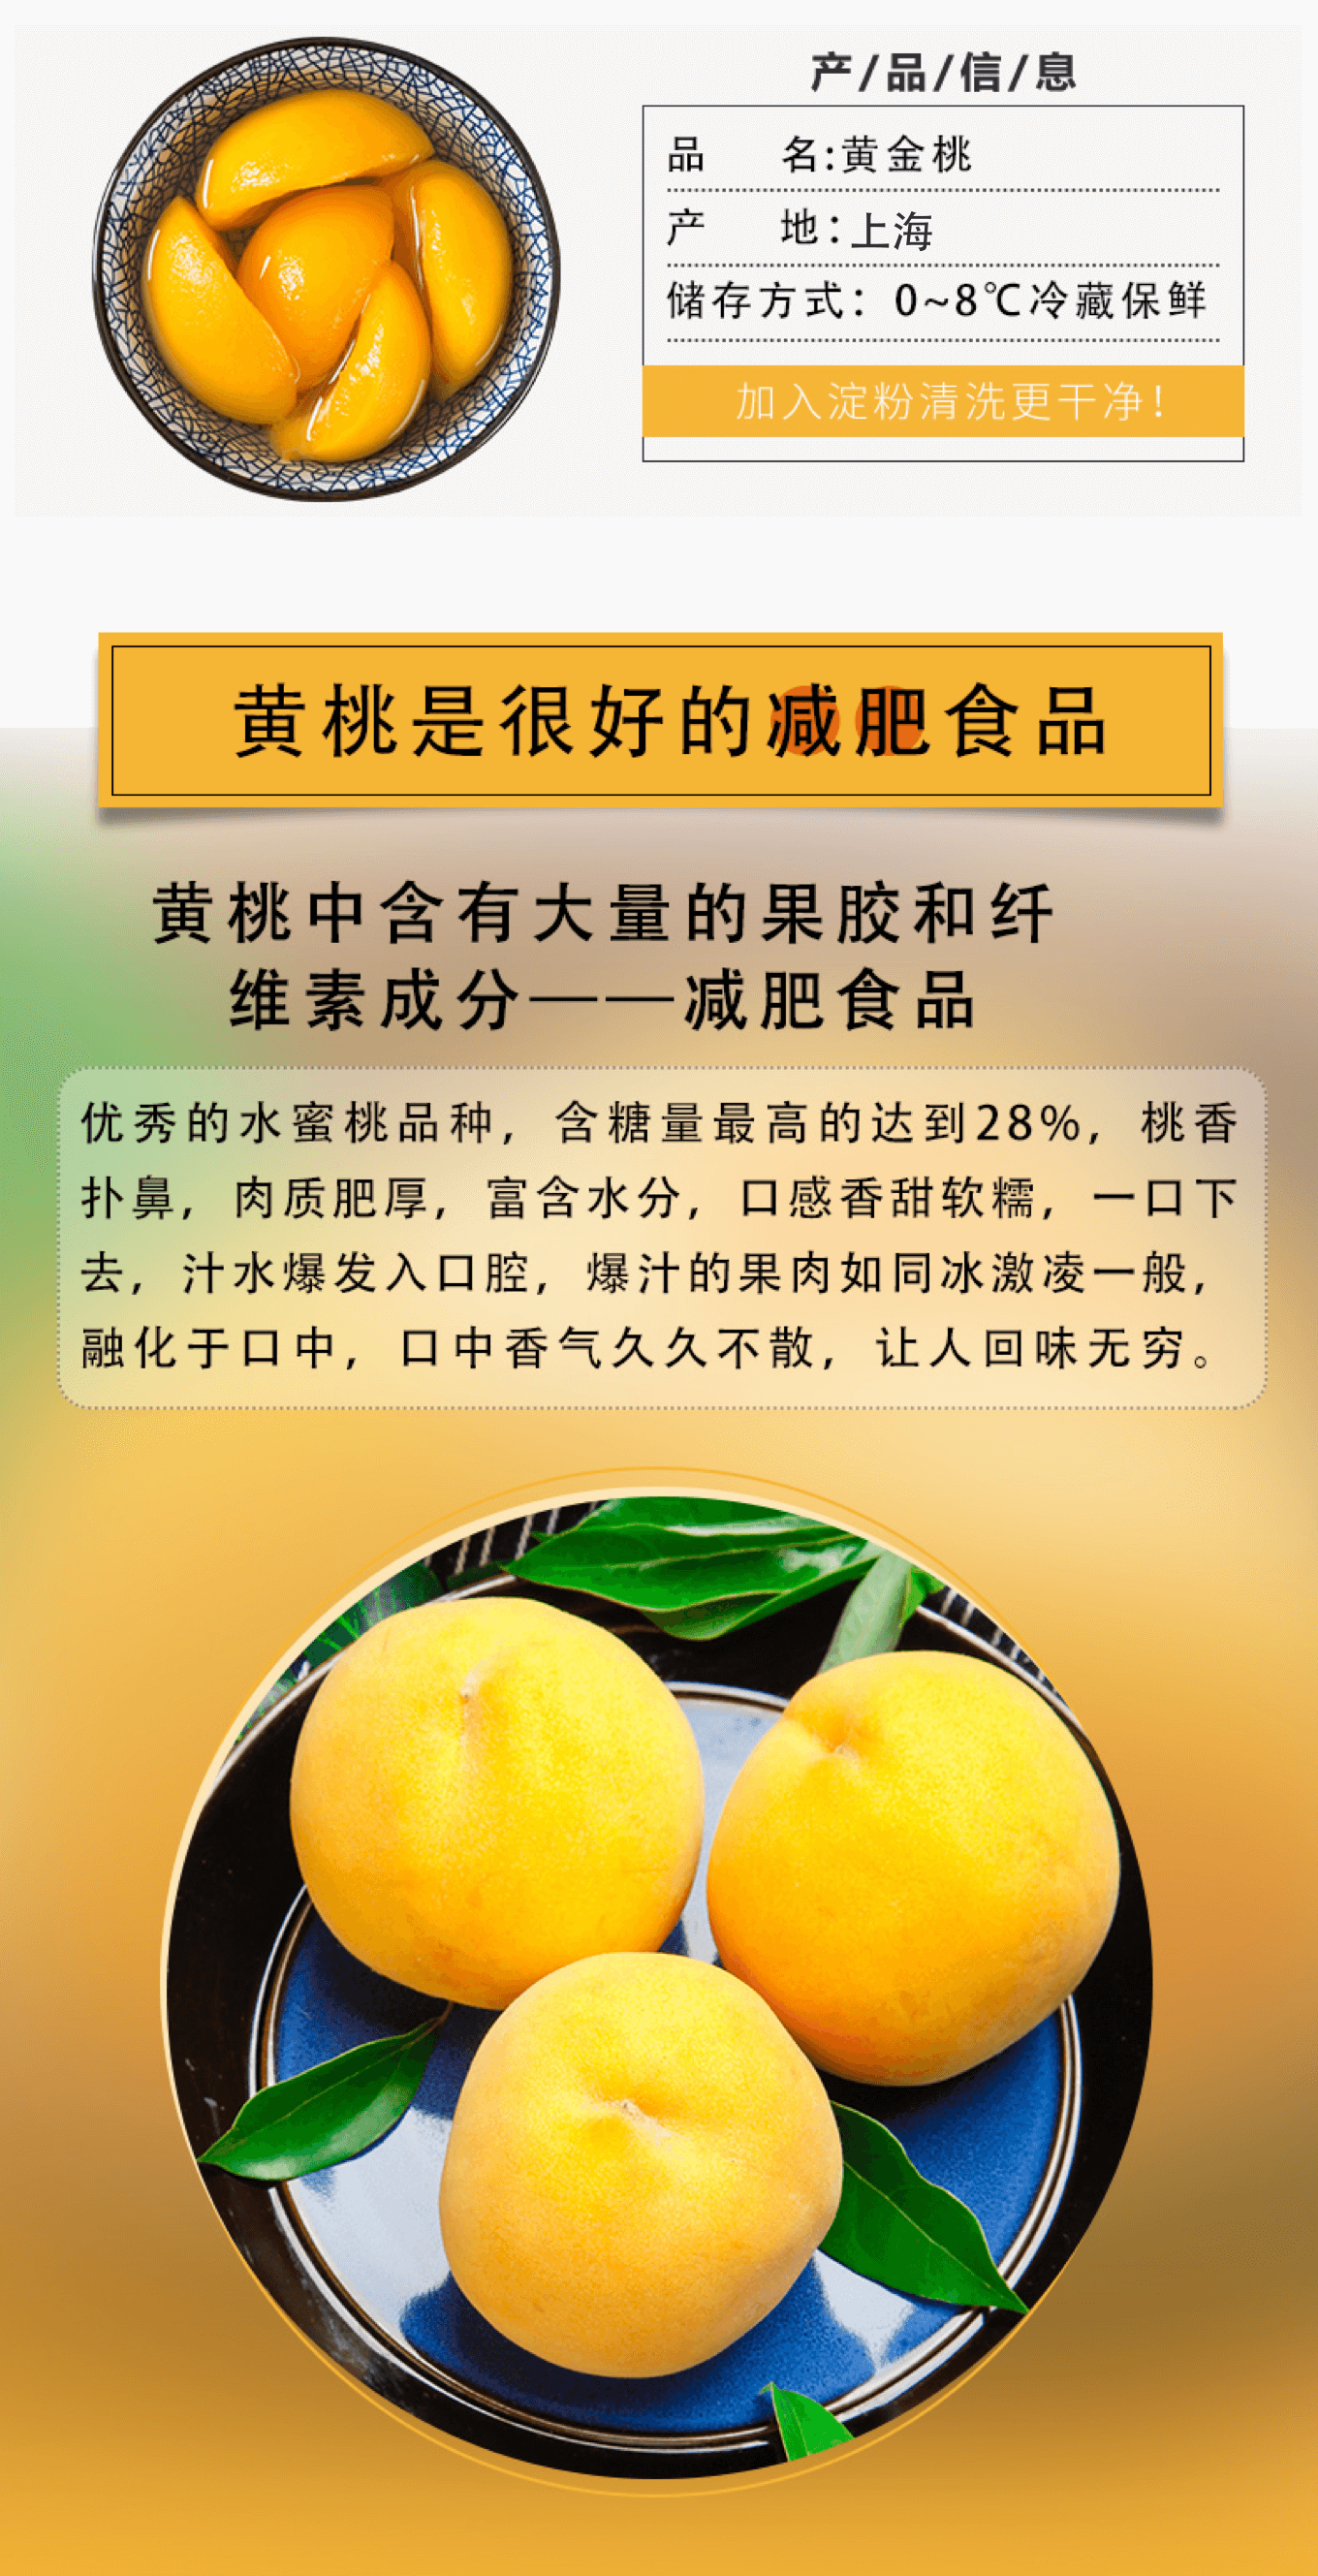 产/品/信/息
品 名:黄金桃
产 地:上海
储存方式：0~8℃冷藏保鲜
加入淀粉清洗更干净！
黄桃是很好的减肥食品
黄桃中含有大量的果胶和纤
维素成分——减肥食品
优秀的水蜜桃品种，含糖量最高的达到28%，桃香
扑鼻，肉质肥厚，富含水分，口感香甜软糯，一口下
去，汁水爆发入口腔，爆汁的果肉如同冰激凌一般，
融化于口中，口中香气久久不散，让人回味无穷。